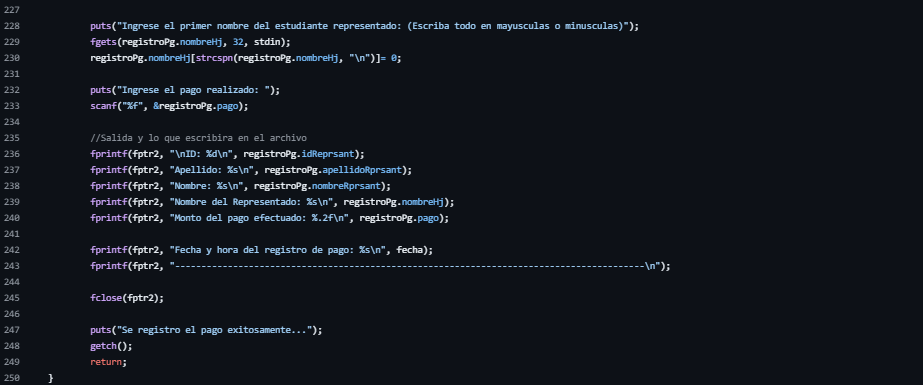 227
228 puts("Ingrese el primer nombre del estudiante representado: (Escriba todo en mayusculas o minusculas)");
229 fgets(registroPg.nombreHj, 32, stdin);
230 registroPg.nombreHj[strcspn(registroPg.nombreHj, "\n")]= 0;
231
232 puts("Ingrese el pago realizado: ");
233 scanf("%f", &registroPg.pago);
234
235 //Salida y lo que escribira en el archivo
236 fprintf(fptr2, "\nID: %d\n", registroPg.idReprsant);
237 fprintf(fptr2, "Apellido: %s\n", registroPg.apellidoRprsant);
238 fprintf(fptr2, "Nombre: %s\n", registroPg.nombreRprsant);
239 fprintf(fptr2, "Nombre del Representado: %s\n", registroPg.nombreHj);
240 fprintf(fptr2, "Monto del pago efectuado: %.2f\n", registroPg.pago);
241
242 fprintf(fptr2, "Fecha y hora del registro de pago: %s\n", fecha);
243 fprintf(fptr2, "-----------------------------------------------------------------------------------------\n");
244
245 fclose(fptr2);
246
247 puts("Se registro el pago exitosamente...");
248 getch();
249 return;
250 }